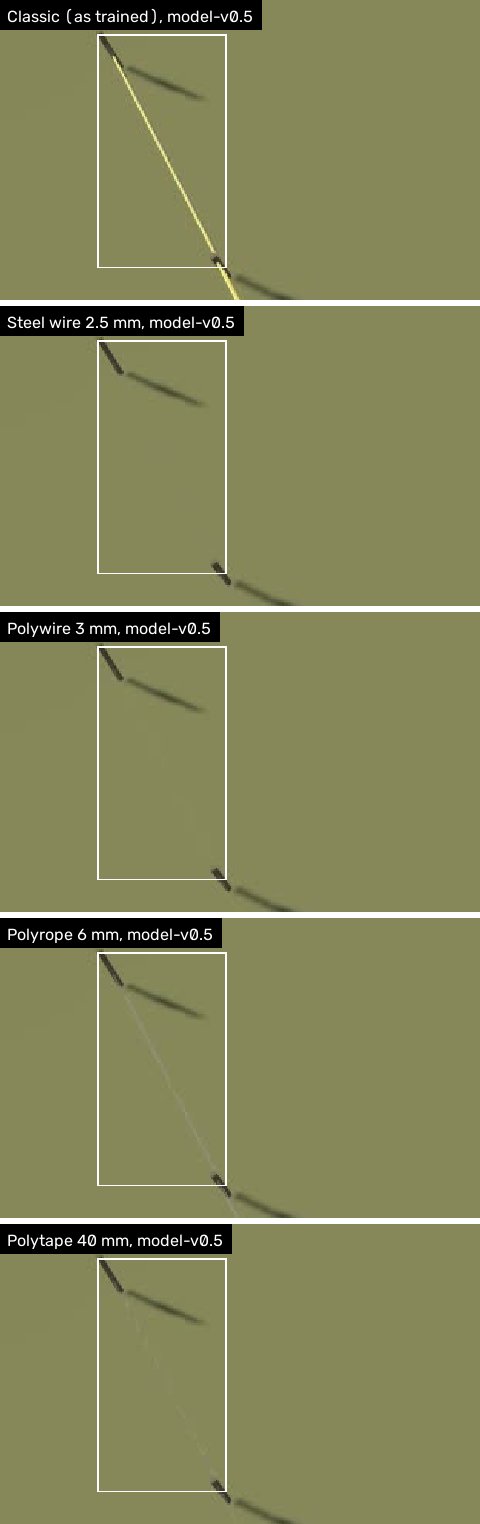 Classic (as trained), model-v0.5
Steel wire 2.5 mm, model-v0.5
Polywire 3 mm, model-v0.5
Polyrope 6 mm, model-v0.5
Polytape 40 mm, model-v0.5